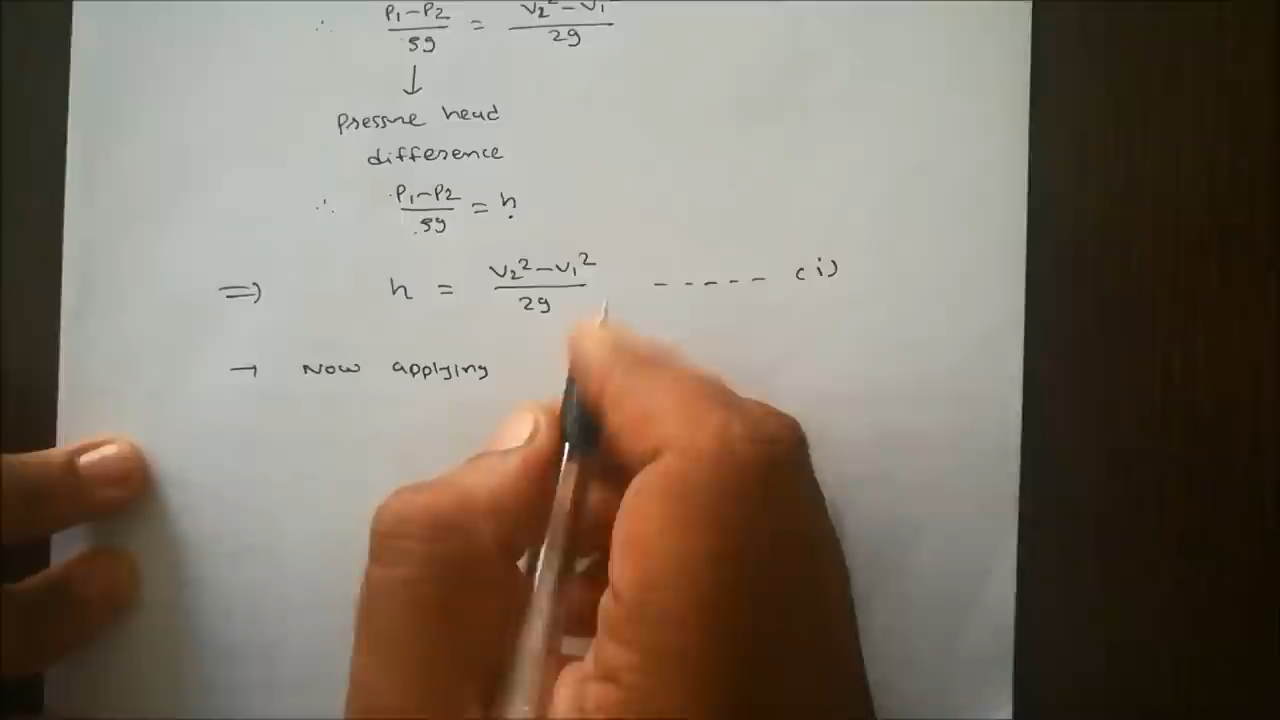 ∴ P₁−P₂/ρg = V₂²−V₁²/2g
↓
pressure head
difference
∴ P₁−P₂/ρg = h
⇒ h = V₂²−V₁²/2g ----- (i)
→ Now applying